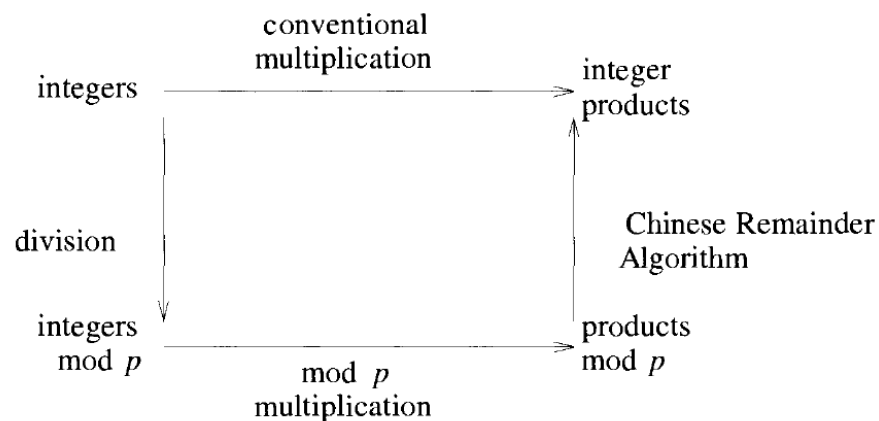 conventional
multiplication
integers
integer
products
division
Chinese Remainder
Algorithm
integers
mod p
products
mod p
mod p
multiplication